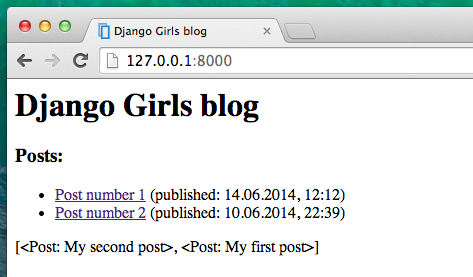 Django Girls blog
127.0.0.1:8000
Django Girls blog
Posts:
Post number 1 (published: 14.06.2014, 12:12)
Post number 2 (published: 10.06.2014, 22:39)
[<Post: My second post>, <Post: My first post>]